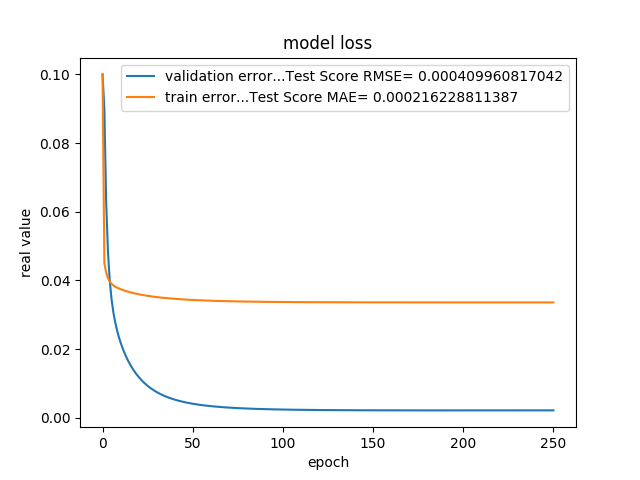 model loss
validation error...Test Score RMSE= 0.000409960817042
train error...Test Score MAE= 0.000216228811387
0.10
0.08
0.06
0.04
0.02
0.00
real value
0 50 100 150 200 250
epoch